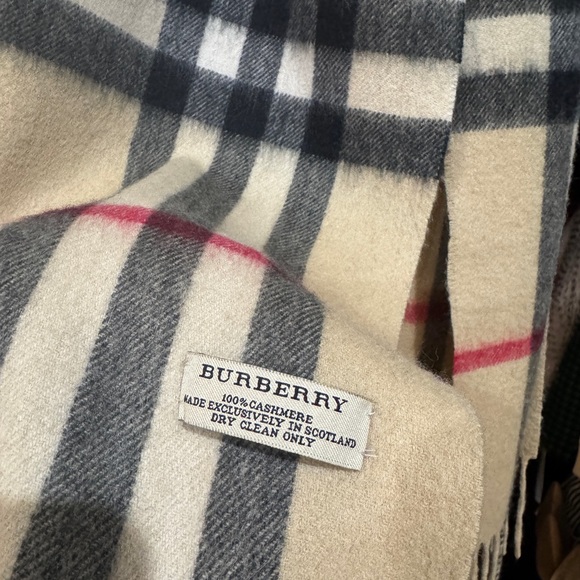 BURBERRY
100% CASHMERE
MADE EXCLUSIVELY IN SCOTLAND
DRY CLEAN ONLY